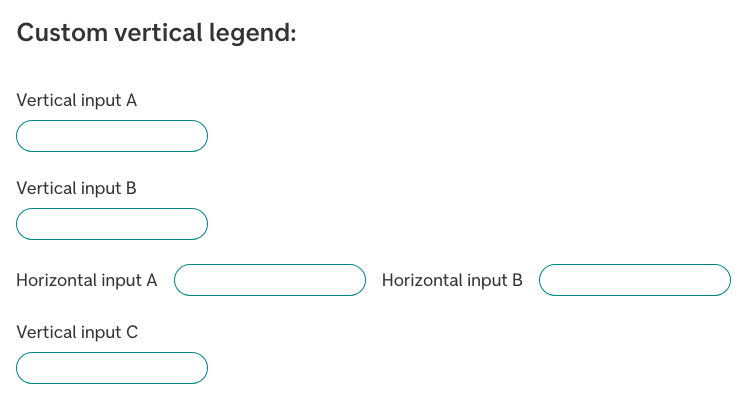 Custom vertical legend:
Vertical input A
Vertical input B
Horizontal input A Horizontal input B
Vertical input C